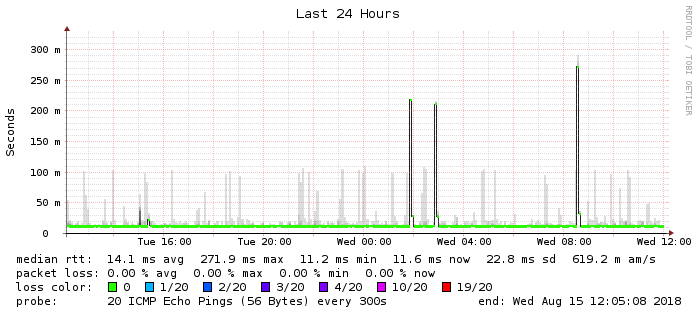 Last 24 Hours
RRDTOOL / TOBI OETIKER
Seconds
300 m
250 m
200 m
150 m
100 m
50 m
0
Tue 16:00 Tue 20:00 Wed 00:00 Wed 04:00 Wed 08:00 Wed 12:00
median rtt: 14.1 ms avg 271.9 ms max 11.2 ms min 11.6 ms now 22.8 ms sd 619.2 m am/s
packet loss: 0.00 % avg 0.00 % max 0.00 % min 0.00 % now
loss color: 0 1/20 2/20 3/20 4/20 10/20 19/20
probe: 20 ICMP Echo Pings (56 Bytes) every 300s end: Wed Aug 15 12:05:08 2018